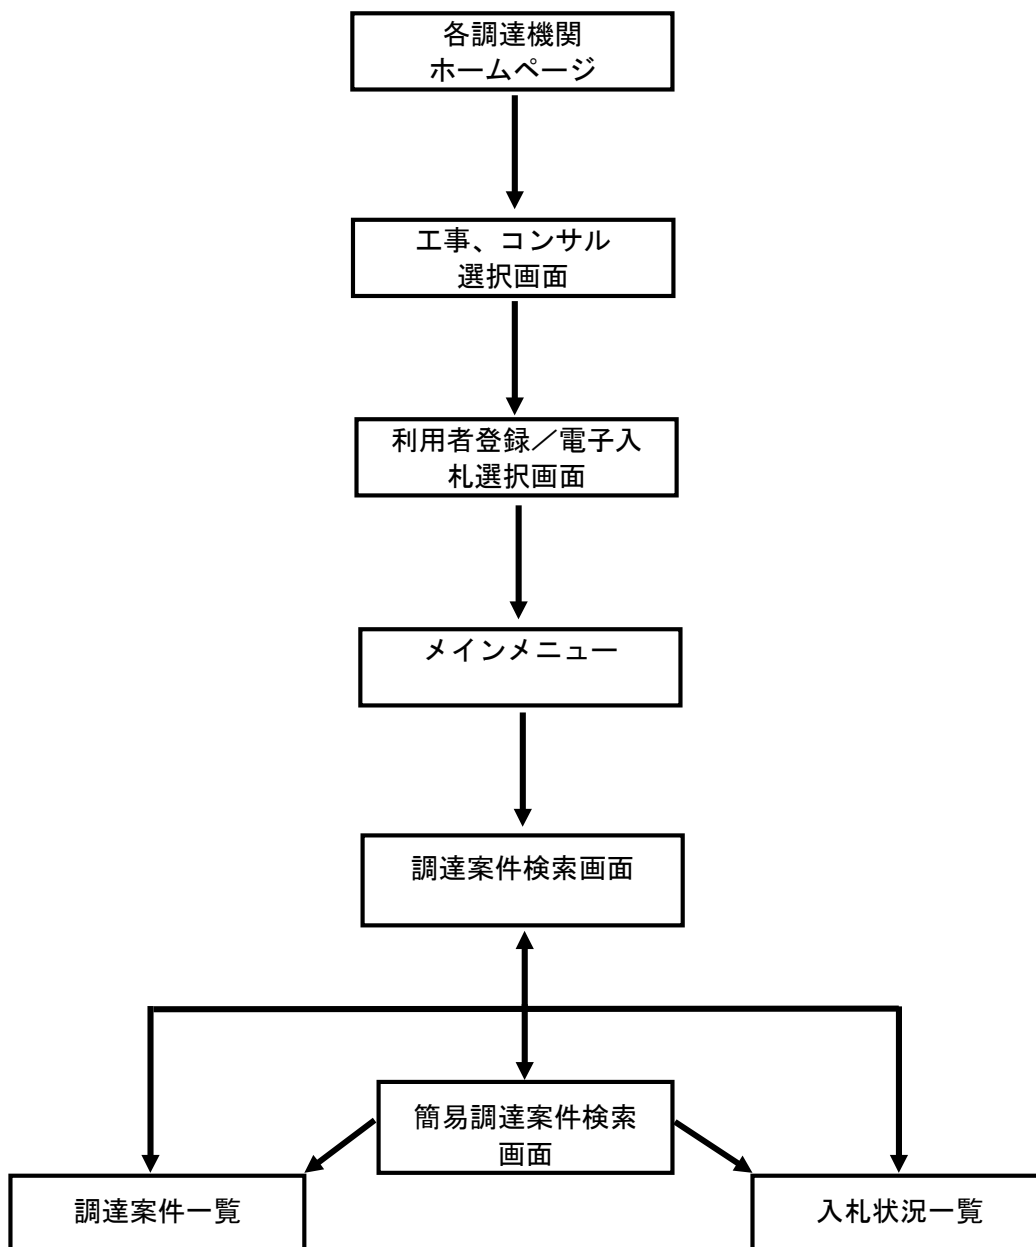 各調達機関
ホームページ
工事、コンサル
選択画面
利用者登録／電子入
札選択画面
メインメニュー
調達案件検索画面
簡易調達案件検索
画面
調達案件一覧
入札状況一覧